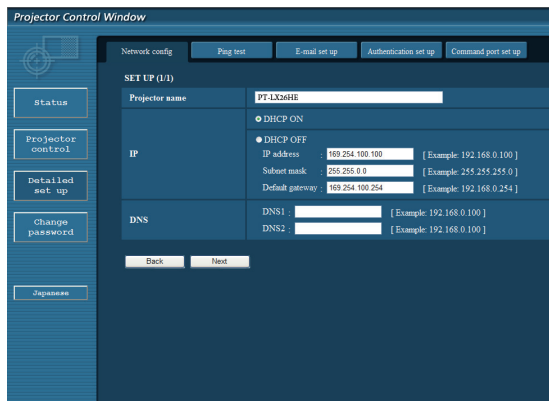 Projector Control Window
Network config Ping test E-mail set up Authentication set up Command port set up
SET UP (1/1)
Projector name PT-LX26HE
IP
DHCP ON
DHCP OFF
IP address : 169.254.100.100 [ Example: 192.168.0.100 ]
Subnet mask : 255.255.0.0 [ Example: 255.255.255.0 ]
Default gateway : 169.254.100.254 [ Example: 192.168.0.254 ]
DNS
DNS1 : [ Example: 192.168.0.100 ]
DNS2 : [ Example: 192.168.0.100 ]
Back Next
Status
Projector
control
Detailed
set up
Change
password
Japanese